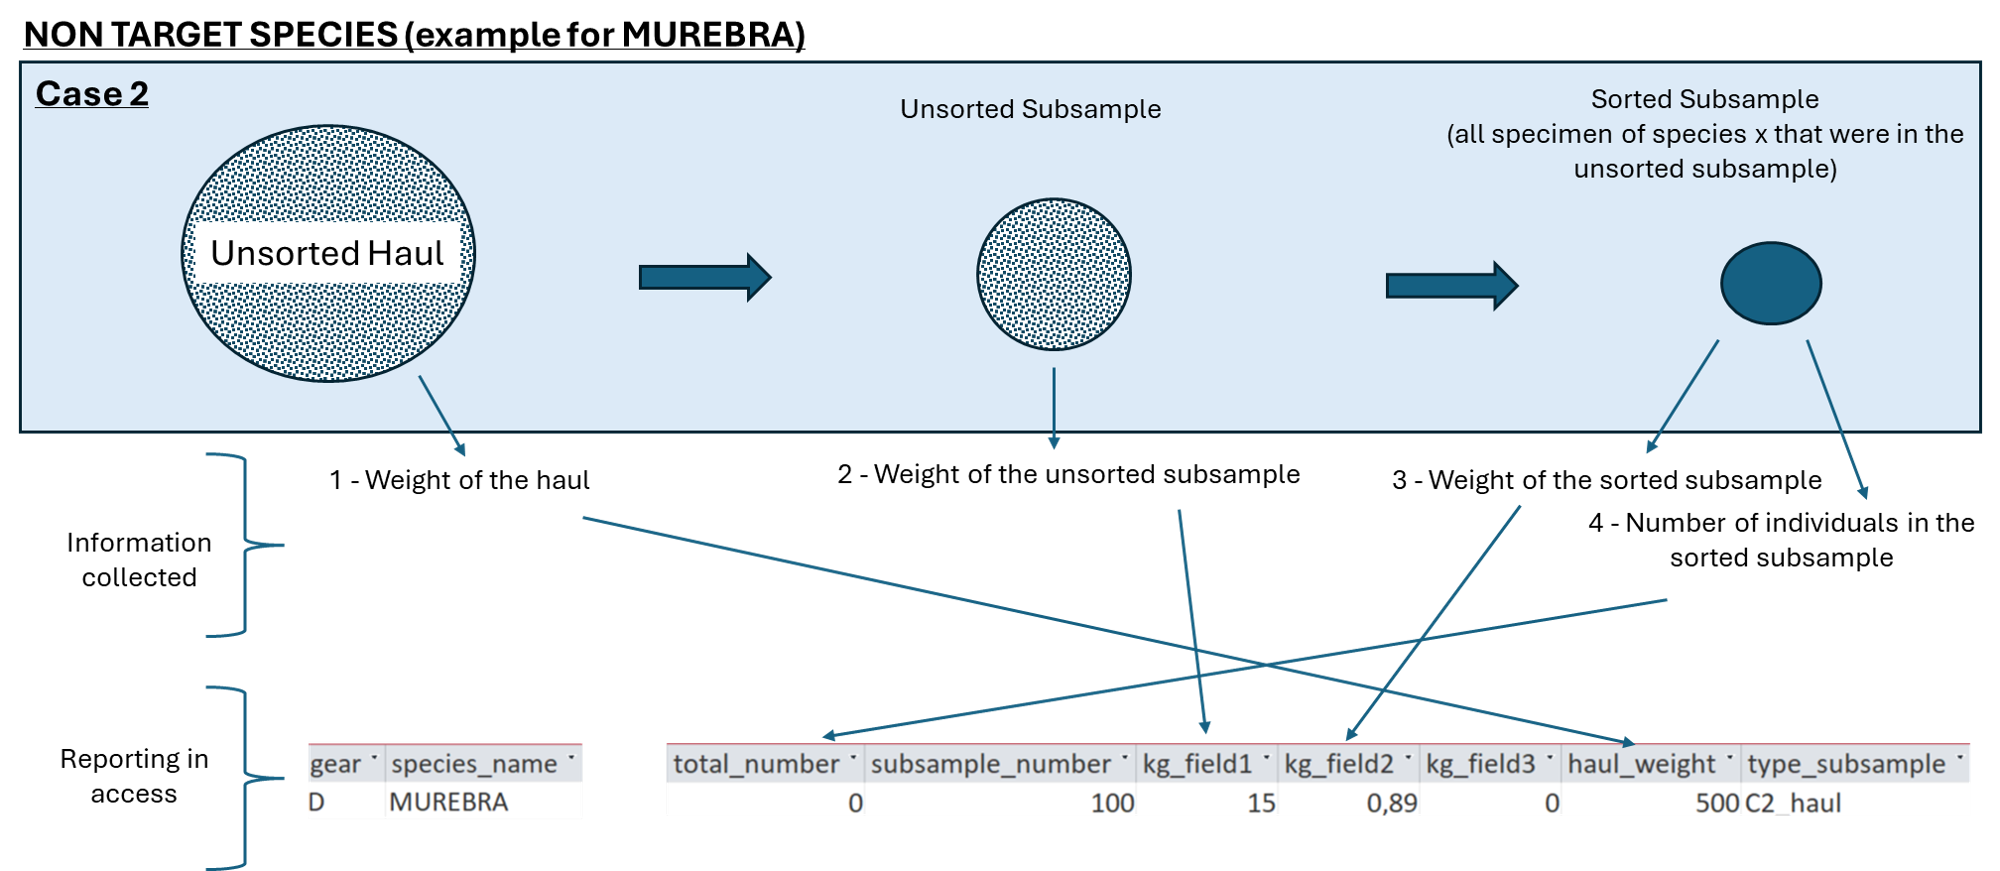 NON TARGET SPECIES (example for MUREBRA)
Case 2
Unsorted Haul
Unsorted Subsample
Sorted Subsample
(all specimen of species x that were in the
unsorted subsample)
1 - Weight of the haul
2 - Weight of the unsorted subsample
3 - Weight of the sorted subsample
4 - Number of individuals in the
sorted subsample
Information
collected
Reporting in
access
gear species_name total_number subsample_number kg_field1 kg_field2 kg_field3 haul_weight type_subsample
D MUREBRA 0 100 15 0,89 0 500 C2_haul